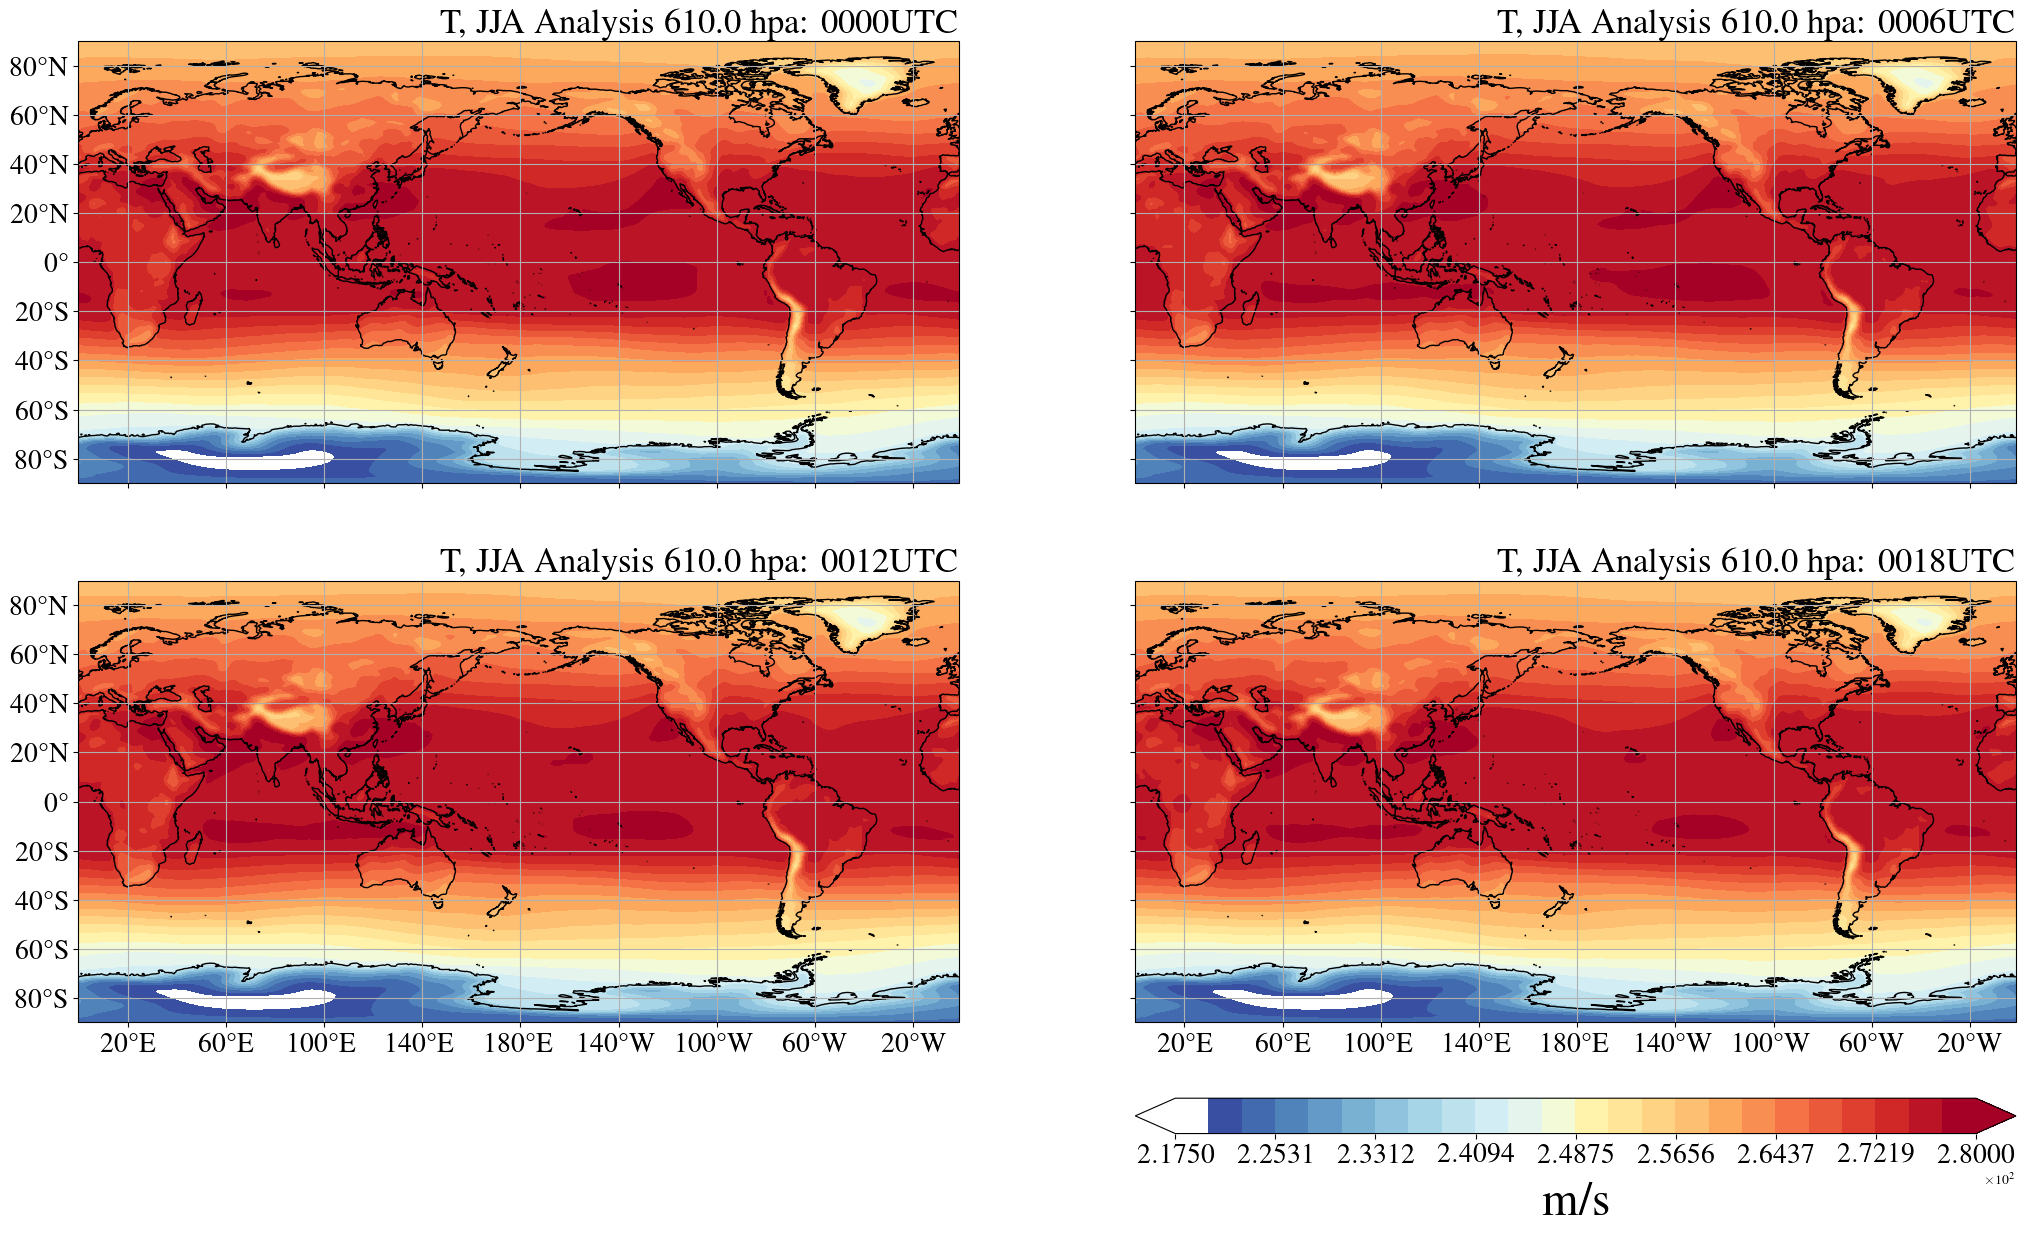 T, JJA Analysis 610.0 hpa: 0000UTC
T, JJA Analysis 610.0 hpa: 0006UTC
80°N
60°N
40°N
20°N
0°
20°S
40°S
60°S
80°S
T, JJA Analysis 610.0 hpa: 0012UTC
T, JJA Analysis 610.0 hpa: 0018UTC
80°N
60°N
40°N
20°N
0°
20°S
40°S
60°S
80°S
20°E 60°E 100°E 140°E 180°E 140°W 100°W 60°W 20°W
20°E 60°E 100°E 140°E 180°E 140°W 100°W 60°W 20°W
2.1750 2.2531 2.3312 2.4094 2.4875 2.5656 2.6437 2.7219 2.8000
×10²
m/s